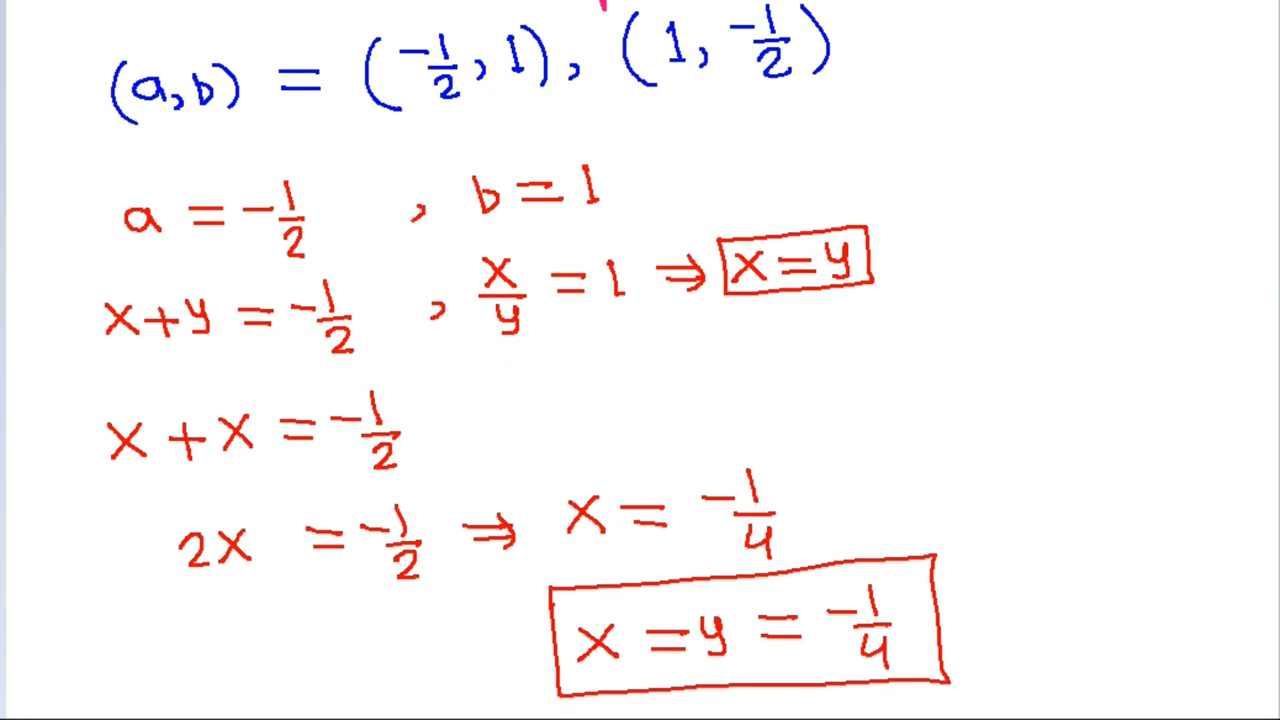 (a,b) = (-1/2, 1), (1, -1/2)
a = -1/2 , b = 1
x+y = -1/2 , x/y = 1 ⇒ x=y
x + x = -1/2
2x = -1/2 ⇒ x = -1/4
x = y = -1/4